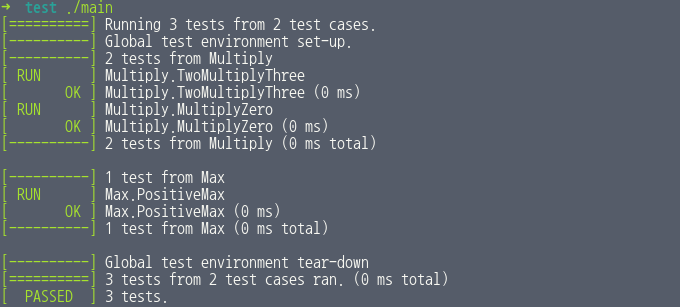 ➜  test ./main
[==========] Running 3 tests from 2 test cases.
[----------] Global test environment set-up.
[----------] 2 tests from Multiply
[ RUN      ] Multiply.TwoMultiplyThree
[       OK ] Multiply.TwoMultiplyThree (0 ms)
[ RUN      ] Multiply.MultiplyZero
[       OK ] Multiply.MultiplyZero (0 ms)
[----------] 2 tests from Multiply (0 ms total)

[----------] 1 test from Max
[ RUN      ] Max.PositiveMax
[       OK ] Max.PositiveMax (0 ms)
[----------] 1 test from Max (0 ms total)

[----------] Global test environment tear-down
[==========] 3 tests from 2 test cases ran. (0 ms total)
[  PASSED  ] 3 tests.